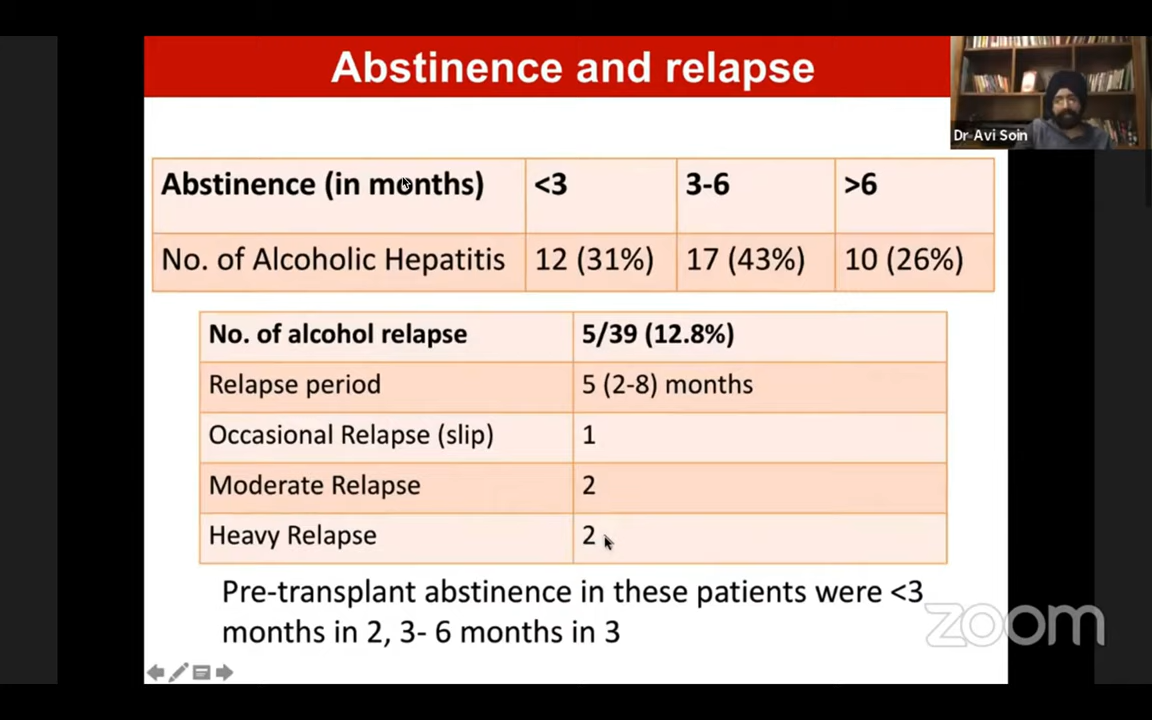 Abstinence and relapse
Dr Avi Soin
Abstinence (in months) <3 3-6 >6
No. of Alcoholic Hepatitis 12 (31%) 17 (43%) 10 (26%)
No. of alcohol relapse 5/39 (12.8%)
Relapse period 5 (2-8) months
Occasional Relapse (slip) 1
Moderate Relapse 2
Heavy Relapse 2
Pre-transplant abstinence in these patients were <3
months in 2, 3- 6 months in 3
zoom